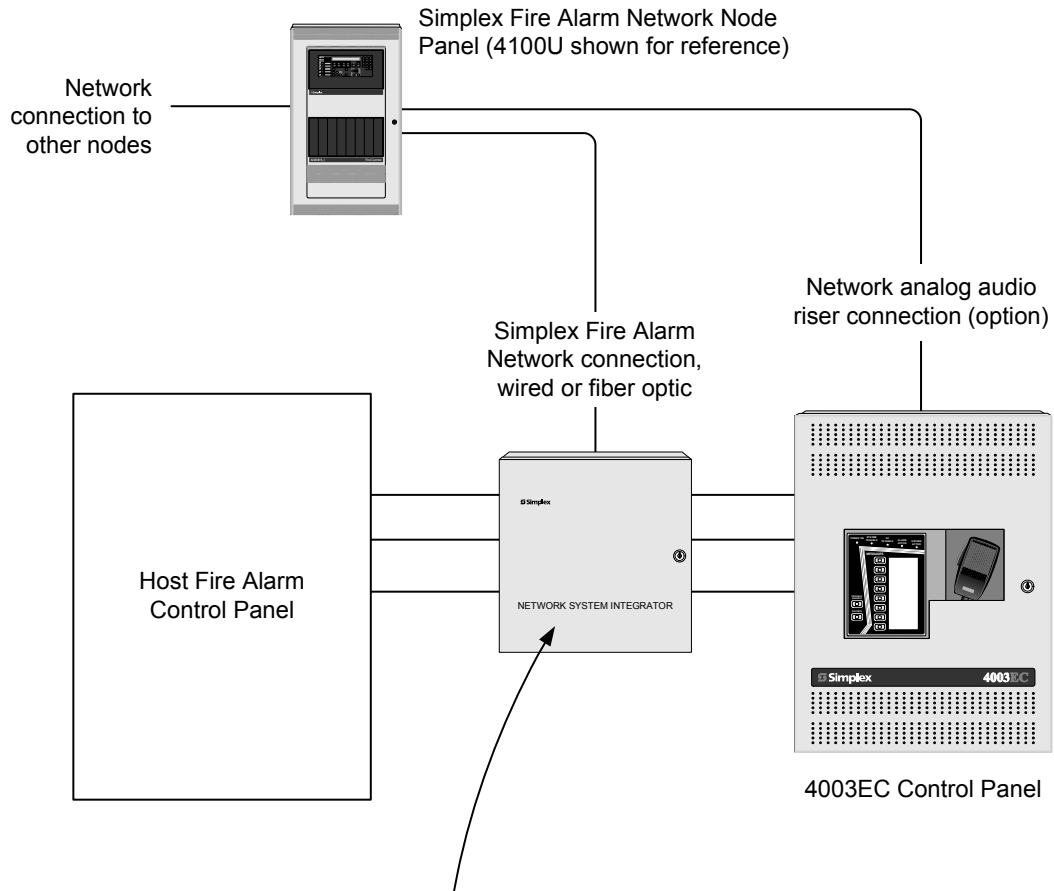 Simplex Fire Alarm Network Node
Panel (4100U shown for reference)
Network
connection to
other nodes
Network analog audio
riser connection (option)
Simplex Fire Alarm
Network connection,
wired or fiber optic
Simplex
NETWORK SYSTEM INTEGRATOR
Host Fire Alarm
Control Panel
Simplex
4003EC
4003EC Control Panel